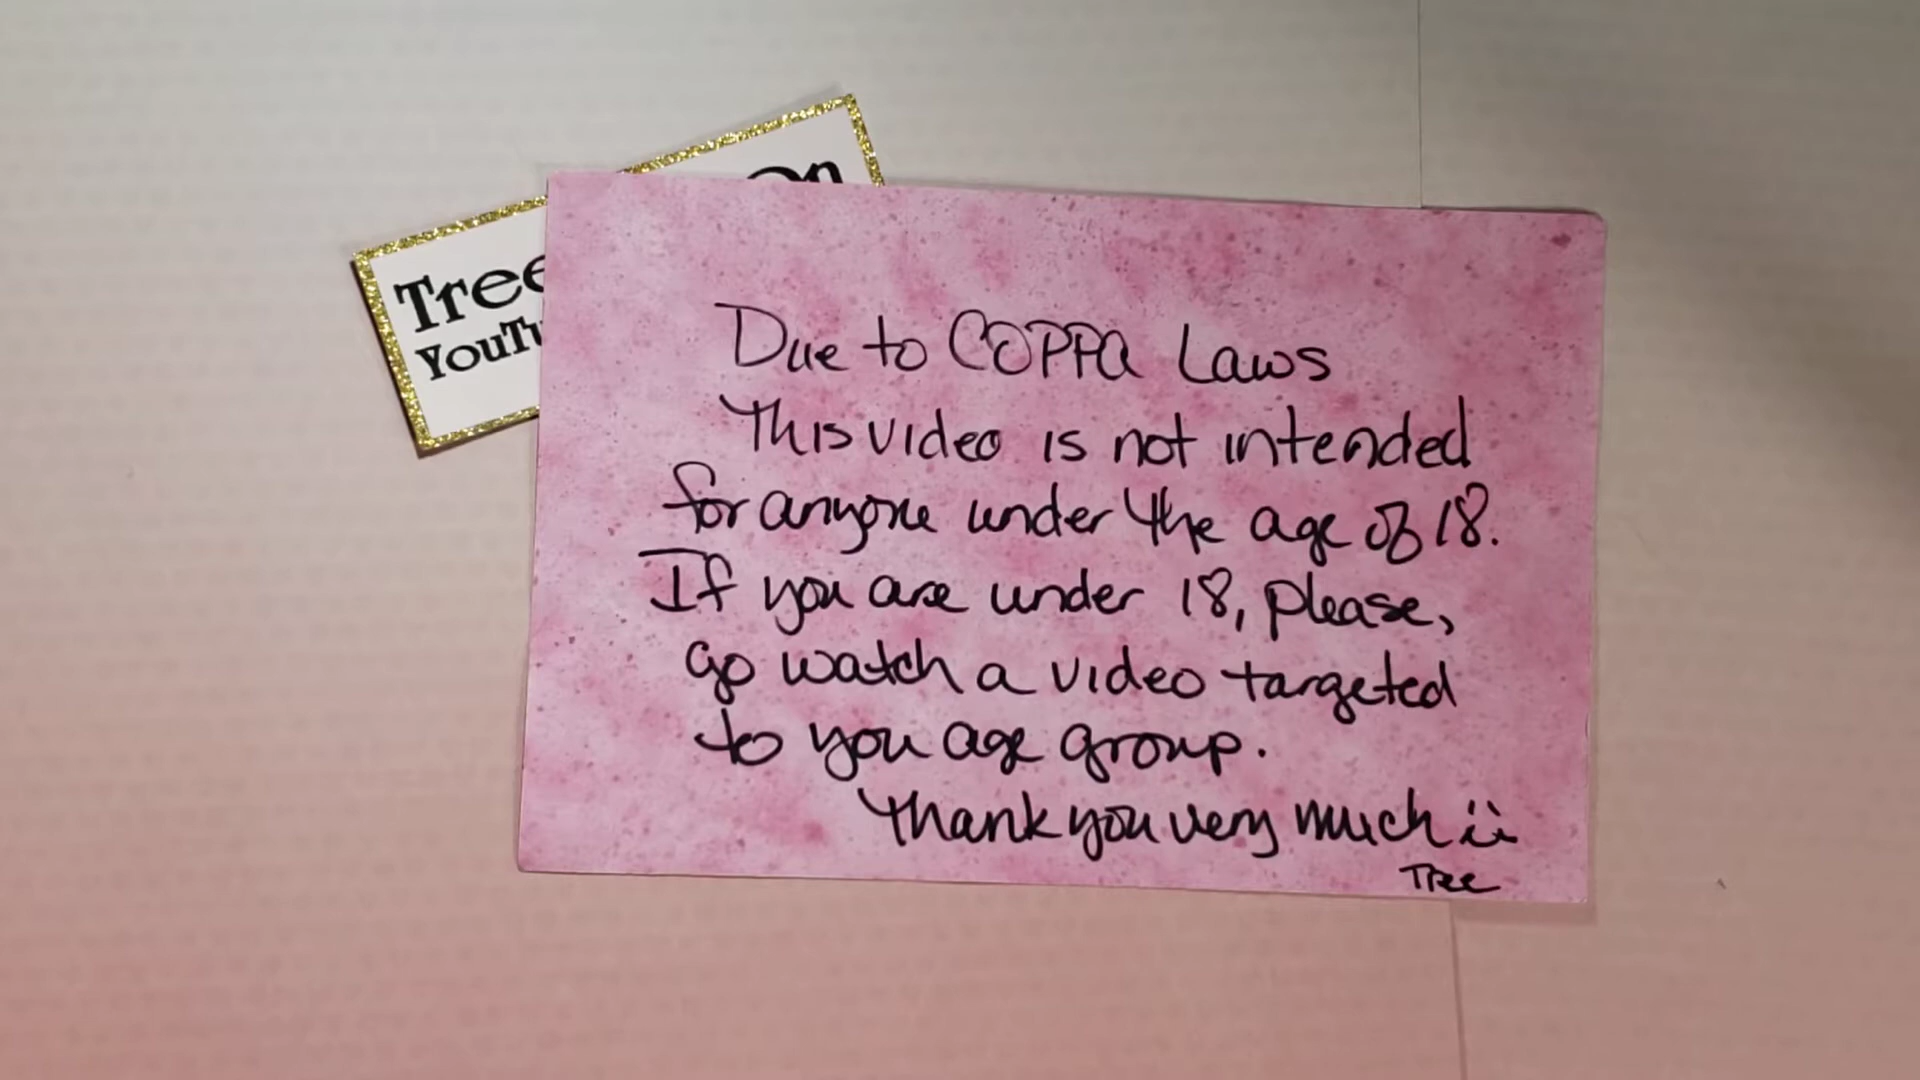 On
Tree
YouTu
Due to COPPA Laws
This video is not intended
for anyone under the age of 18.
If you are under 18, please,
go watch a video targeted
to you age group.
Thank you very much
Tree